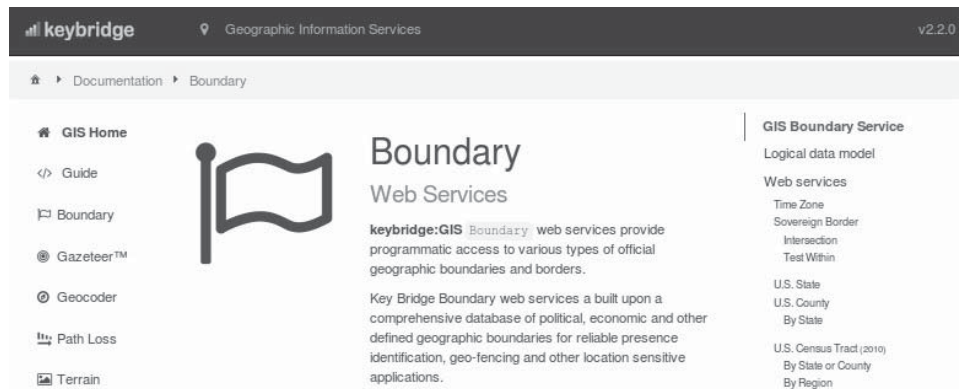 keybridge
Geographic Information Services
v2.2.0
Documentation
Boundary
GIS Home
Guide
Boundary
Gazeteer™
Geocoder
Path Loss
Terrain
Boundary
Web Services
keybridge:GIS Boundary web services provide
programmatic access to various types of official
geographic boundaries and borders.
Key Bridge Boundary web services a built upon a
comprehensive database of political, economic and other
defined geographic boundaries for reliable presence
identification, geo-fencing and other location sensitive
applications.
GIS Boundary Service
Logical data model
Web services
Time Zone
Sovereign Border
Intersection
Test Within
U.S. State
U.S. County
By State
U.S. Census Tract (2010)
By State or County
By Region